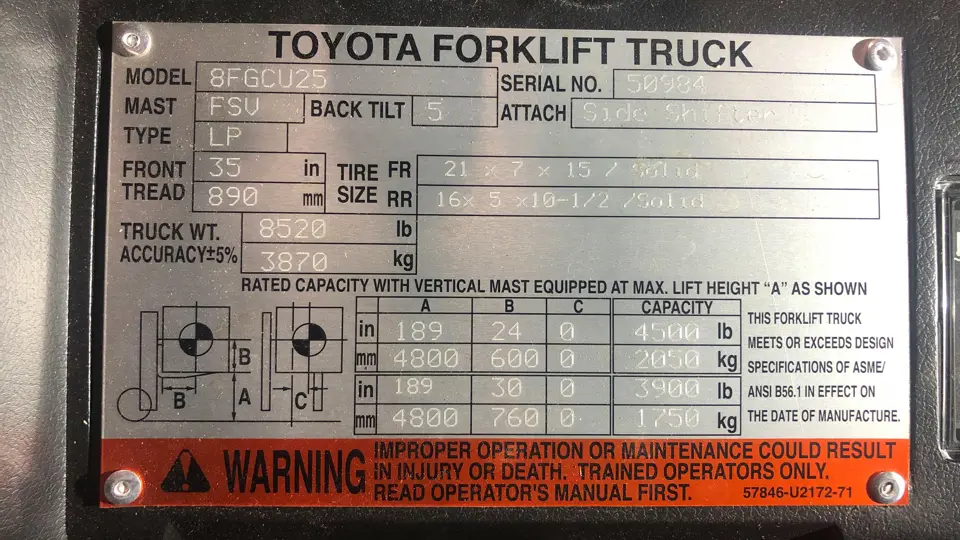 TOYOTA FORKLIFT TRUCK
MODEL 8FGCU25 SERIAL NO. 50984
MAST FSV BACK TILT 5 ATTACH Side Shifter
TYPE LP
FRONT TREAD 35 in TIRE SIZE FR 21 x 7 x 15 / Solid
890 mm RR 16x 5 x10-1/2 /Solid
TRUCK WT. 8520 lb
ACCURACY±5% 3870 kg
RATED CAPACITY WITH VERTICAL MAST EQUIPPED AT MAX. LIFT HEIGHT "A" AS SHOWN
A B C CAPACITY
in 189 24 0 4500 lb
mm 4800 600 0 2050 kg
in 189 30 0 3900 lb
mm 4800 760 0 1750 kg
B B A C
THIS FORKLIFT TRUCK
MEETS OR EXCEEDS DESIGN
SPECIFICATIONS OF ASME/
ANSI B56.1 IN EFFECT ON
THE DATE OF MANUFACTURE.
WARNING
IMPROPER OPERATION OR MAINTENANCE COULD RESULT
IN INJURY OR DEATH. TRAINED OPERATORS ONLY.
READ OPERATOR'S MANUAL FIRST. 57846-U2172-71